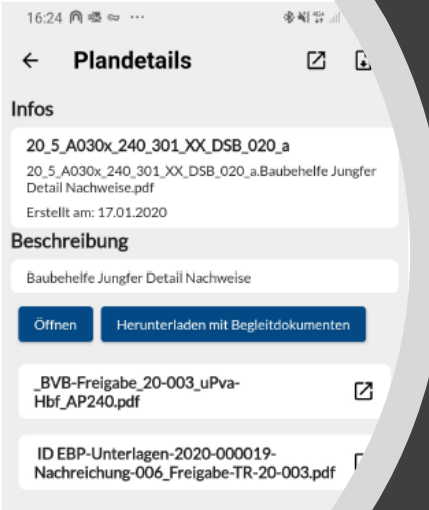 16:24
Plandetails
Infos
20_5_A030x_240_301_XX_DSB_020_a
20_5_A030x_240_301_XX_DSB_020_a.Baubehelfe Jungfer
Detail Nachweise.pdf
Erstellt am: 17.01.2020
Beschreibung
Baubehelfe Jungfer Detail Nachweise
Öffnen
Herunterladen mit Begleitdokumenten
_BVB-Freigabe_20-003_uPva-
Hbf_AP240.pdf
ID EBP-Unterlagen-2020-000019-
Nachreichung-006_Freigabe-TR-20-003.pdf